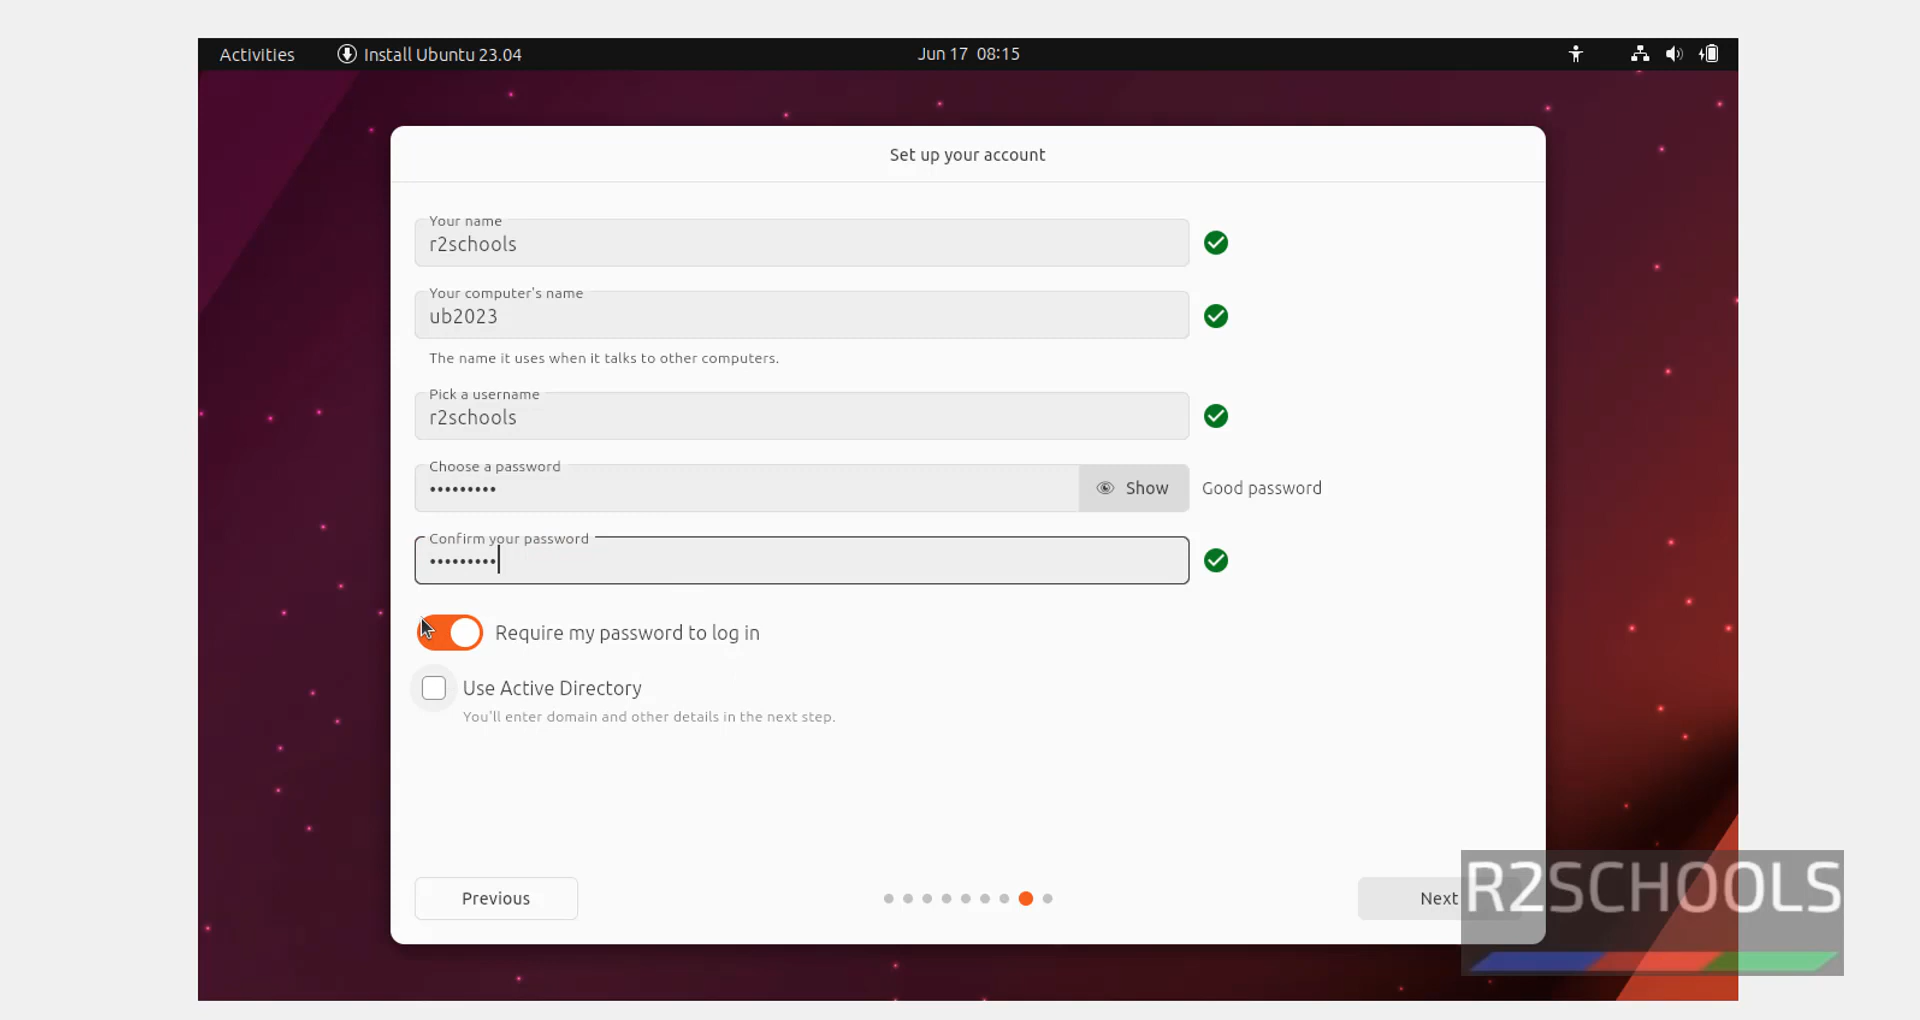 Activities
Install Ubuntu 23.04
Jun 17 08:15
Set up your account
Your name
r2schools
Your computer's name
ub2023
The name it uses when it talks to other computers.
Pick a username
r2schools
Choose a password
•••••••••
Show
Good password
Confirm your password
•••••••••
Require my password to log in
Use Active Directory
You'll enter domain and other details in the next step.
Previous
Next
R2SCHOOLS